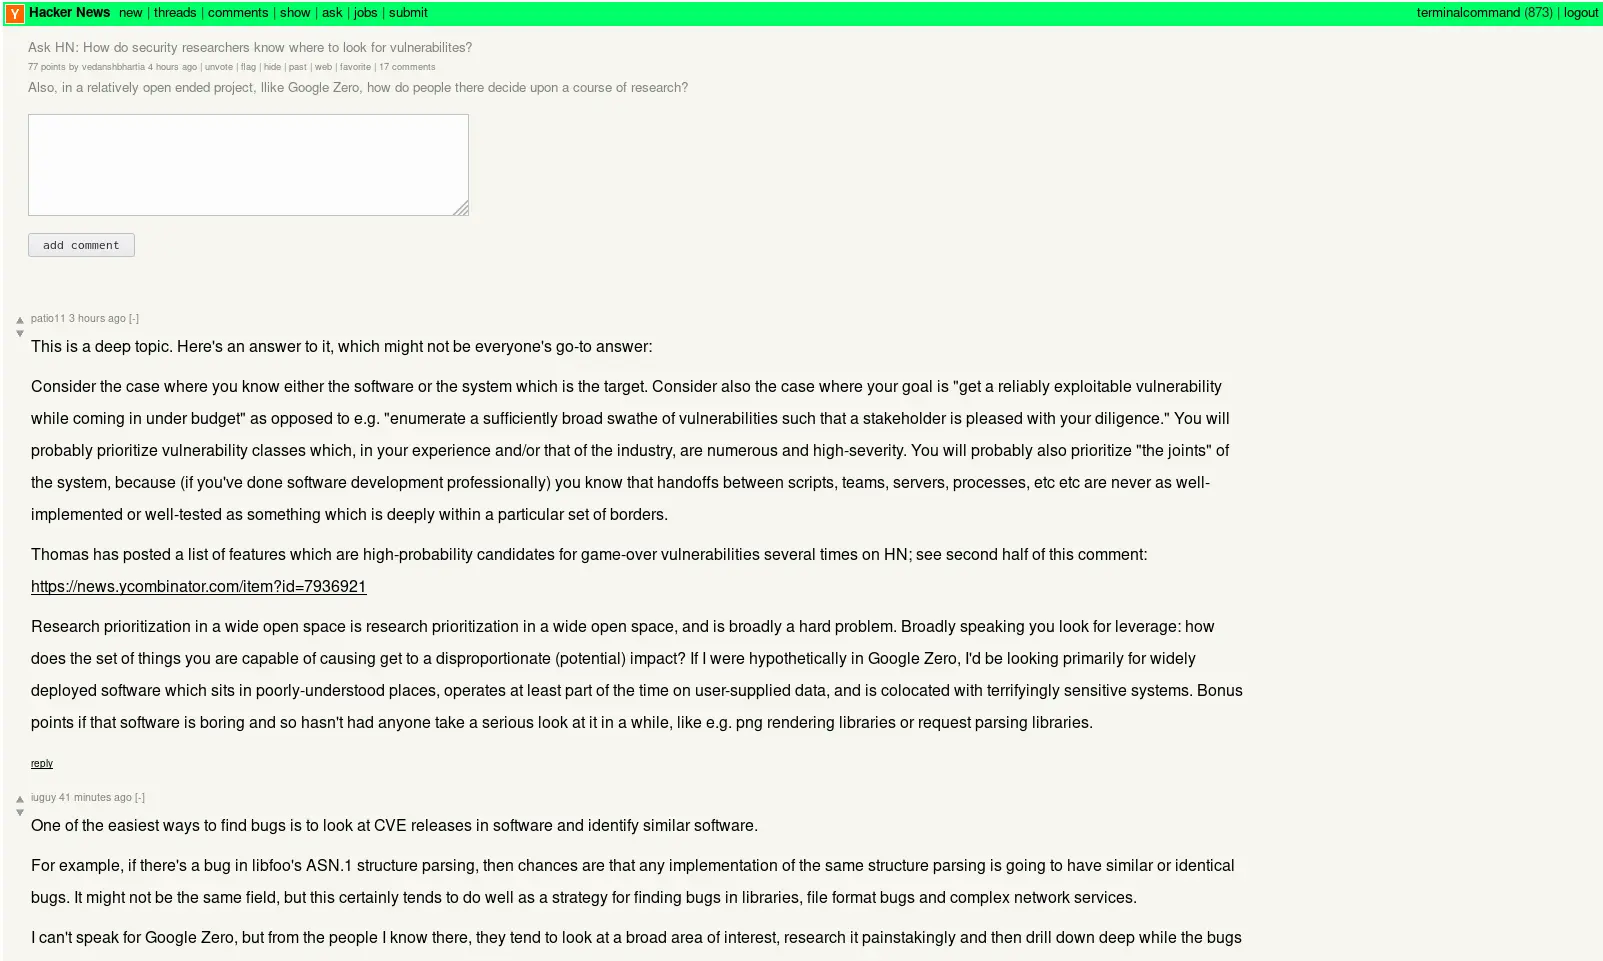 Y Hacker News new | threads | comments | show | ask | jobs | submit terminalcommand (873) | logout
Ask HN: How do security researchers know where to look for vulnerabilites?
77 points by vedanshbhartia 4 hours ago | unvote | flag | hide | past | web | favorite | 17 comments
Also, in a relatively open ended project, llike Google Zero, how do people there decide upon a course of research?
add comment
patio11 3 hours ago [-]
This is a deep topic. Here's an answer to it, which might not be everyone's go-to answer:
Consider the case where you know either the software or the system which is the target. Consider also the case where your goal is "get a reliably exploitable vulnerability
while coming in under budget" as opposed to e.g. "enumerate a sufficiently broad swathe of vulnerabilities such that a stakeholder is pleased with your diligence." You will
probably prioritize vulnerability classes which, in your experience and/or that of the industry, are numerous and high-severity. You will probably also prioritize "the joints" of
the system, because (if you've done software development professionally) you know that handoffs between scripts, teams, servers, processes, etc etc are never as well-
implemented or well-tested as something which is deeply within a particular set of borders.
Thomas has posted a list of features which are high-probability candidates for game-over vulnerabilities several times on HN; see second half of this comment:
https://news.ycombinator.com/item?id=7936921
Research prioritization in a wide open space is research prioritization in a wide open space, and is broadly a hard problem. Broadly speaking you look for leverage: how
does the set of things you are capable of causing get to a disproportionate (potential) impact? If I were hypothetically in Google Zero, I'd be looking primarily for widely
deployed software which sits in poorly-understood places, operates at least part of the time on user-supplied data, and is colocated with terrifyingly sensitive systems. Bonus
points if that software is boring and so hasn't had anyone take a serious look at it in a while, like e.g. png rendering libraries or request parsing libraries.
reply
iuguy 41 minutes ago [-]
One of the easiest ways to find bugs is to look at CVE releases in software and identify similar software.
For example, if there's a bug in libfoo's ASN.1 structure parsing, then chances are that any implementation of the same structure parsing is going to have similar or identical
bugs. It might not be the same field, but this certainly tends to do well as a strategy for finding bugs in libraries, file format bugs and complex network services.
I can't speak for Google Zero, but from the people I know there, they tend to look at a broad area of interest, research it painstakingly and then drill down deep while the bugs